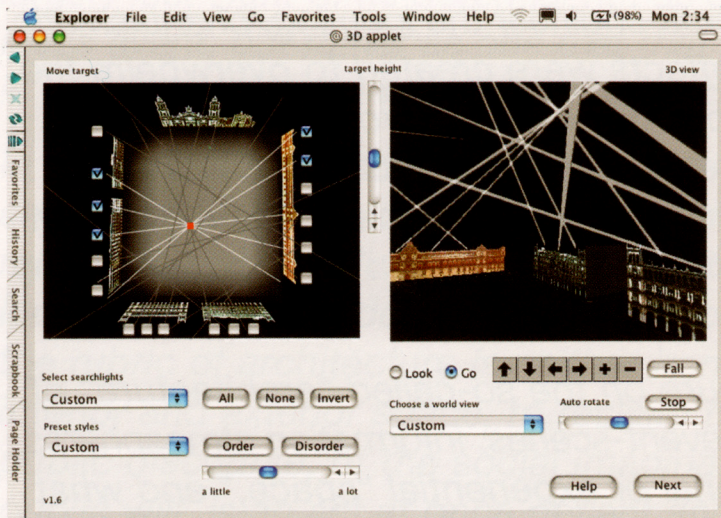 Explorer File Edit View Go Favorites Tools Window Help (98%) Mon 2:34
@ 3D applet
Move target
target height
3D view
Favorites
History
Search
Scrapbook
Page Holder
Look Go
Fall
Select searchlights
Custom
All None Invert
Choose a world view
Custom
Auto rotate
Stop
Preset styles
Custom
Order Disorder
a little a lot
Help Next
v1.6